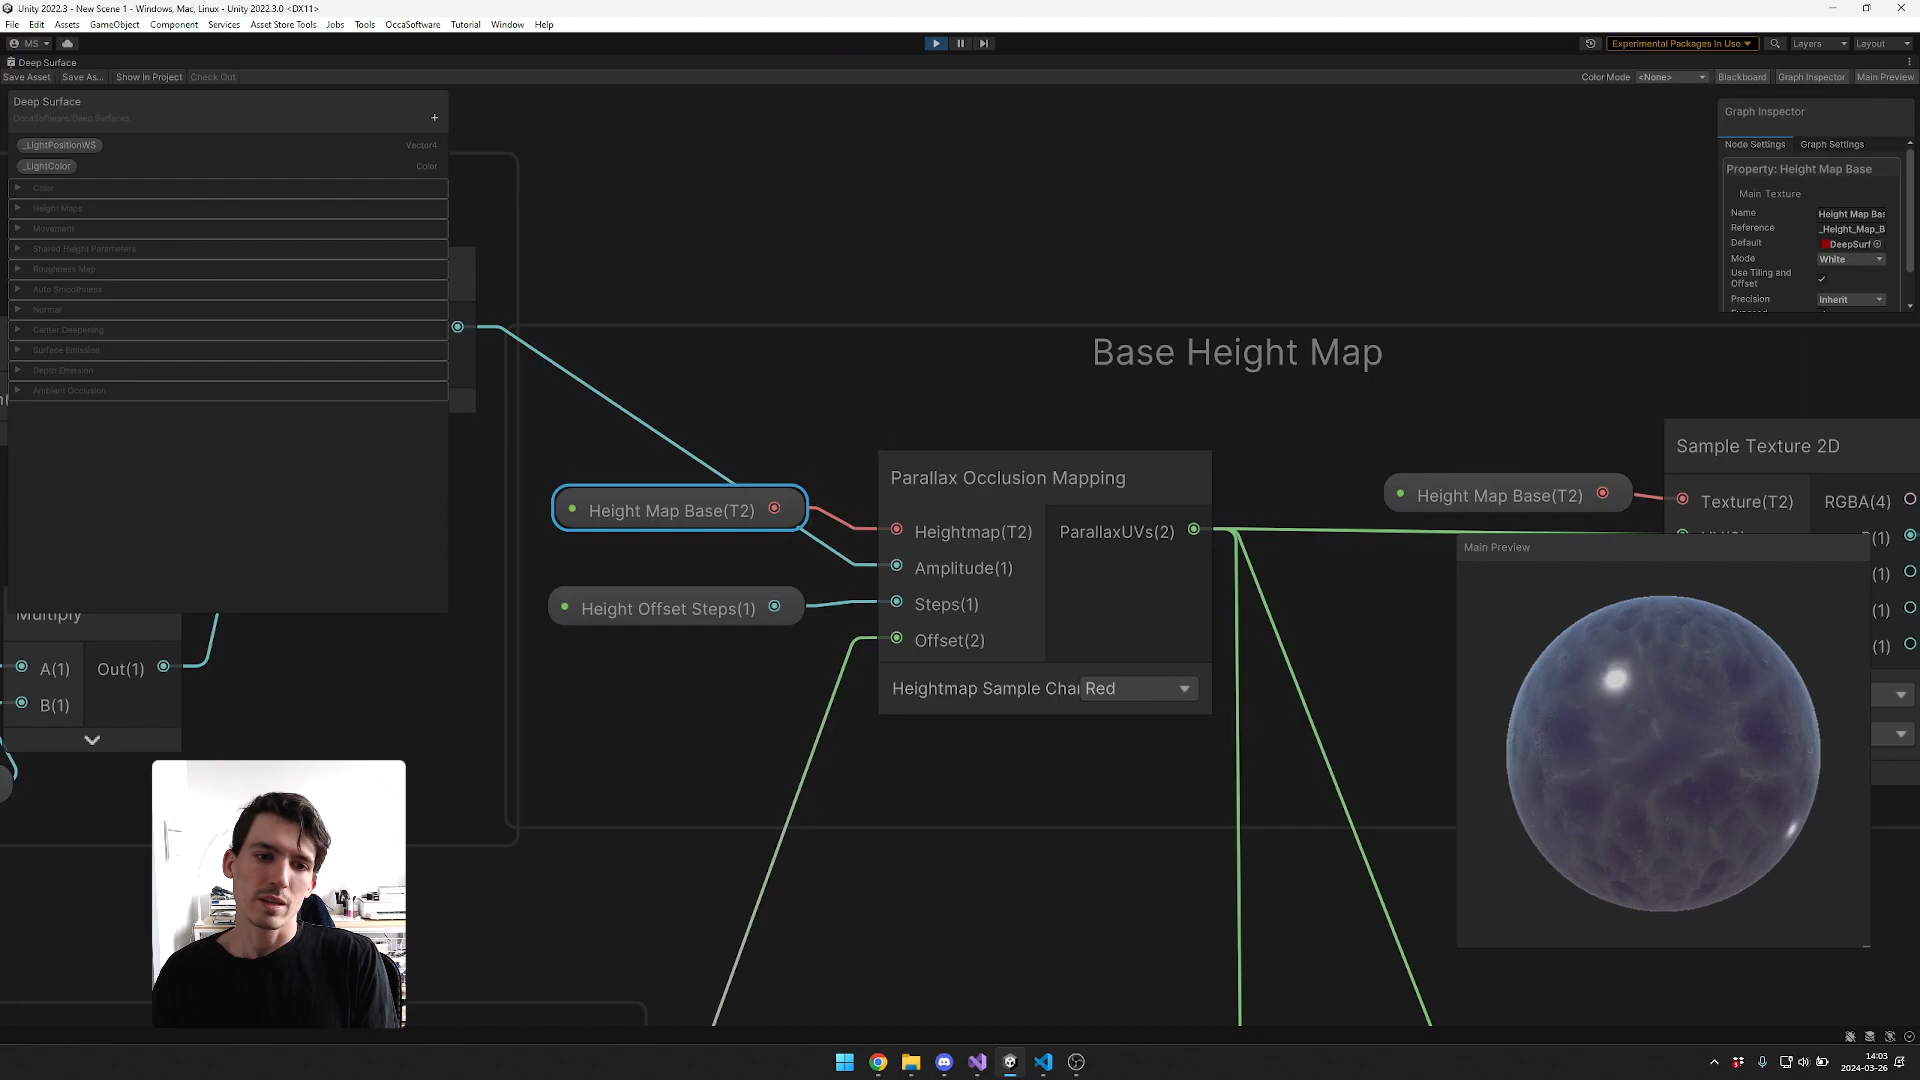 Unity 2022.3 - New Scene 1 - Windows, Mac, Linux - Unity 2022.3.0 <DX11>
File Edit Assets GameObject Component Services Asset Store Tools Jobs Tools OccaSoftware Tutorial Window Help
MS
Experimental Packages In Use
Layers
Layout
Deep Surface
Save Asset Save As... Show In Project Check Out
Color Mode <None> Blackboard Graph Inspector Main Preview
Deep Surface
OccaSoftware/Deep Surfaces
+
_LightPositionWS Vector4
_LightColor Color
Color
Height Maps
Movement
Shared Height Parameters
Roughness Map
Auto Smoothness
Normal
Center Deepening
Surface Emission
Depth Emission
Ambient Occlusion
Graph Inspector
Node Settings Graph Settings
Property: Height Map Base
Main Texture
Name Height Map Bas
Reference _Height_Map_B
Default DeepSurf
Mode White
Use Tiling and
Offset
Precision Inherit
Base Height Map
Height Map Base(T2)
Height Offset Steps(1)
Parallax Occlusion Mapping
Heightmap(T2) ParallaxUVs(2)
Amplitude(1)
Steps(1)
Offset(2)
Heightmap Sample Chan Red
Height Map Base(T2)
Sample Texture 2D
Texture(T2) RGBA(4)
(1)
(1)
(1)
(1)
Main Preview
Multiply
A(1) Out(1)
B(1)
14:03
2024-03-26